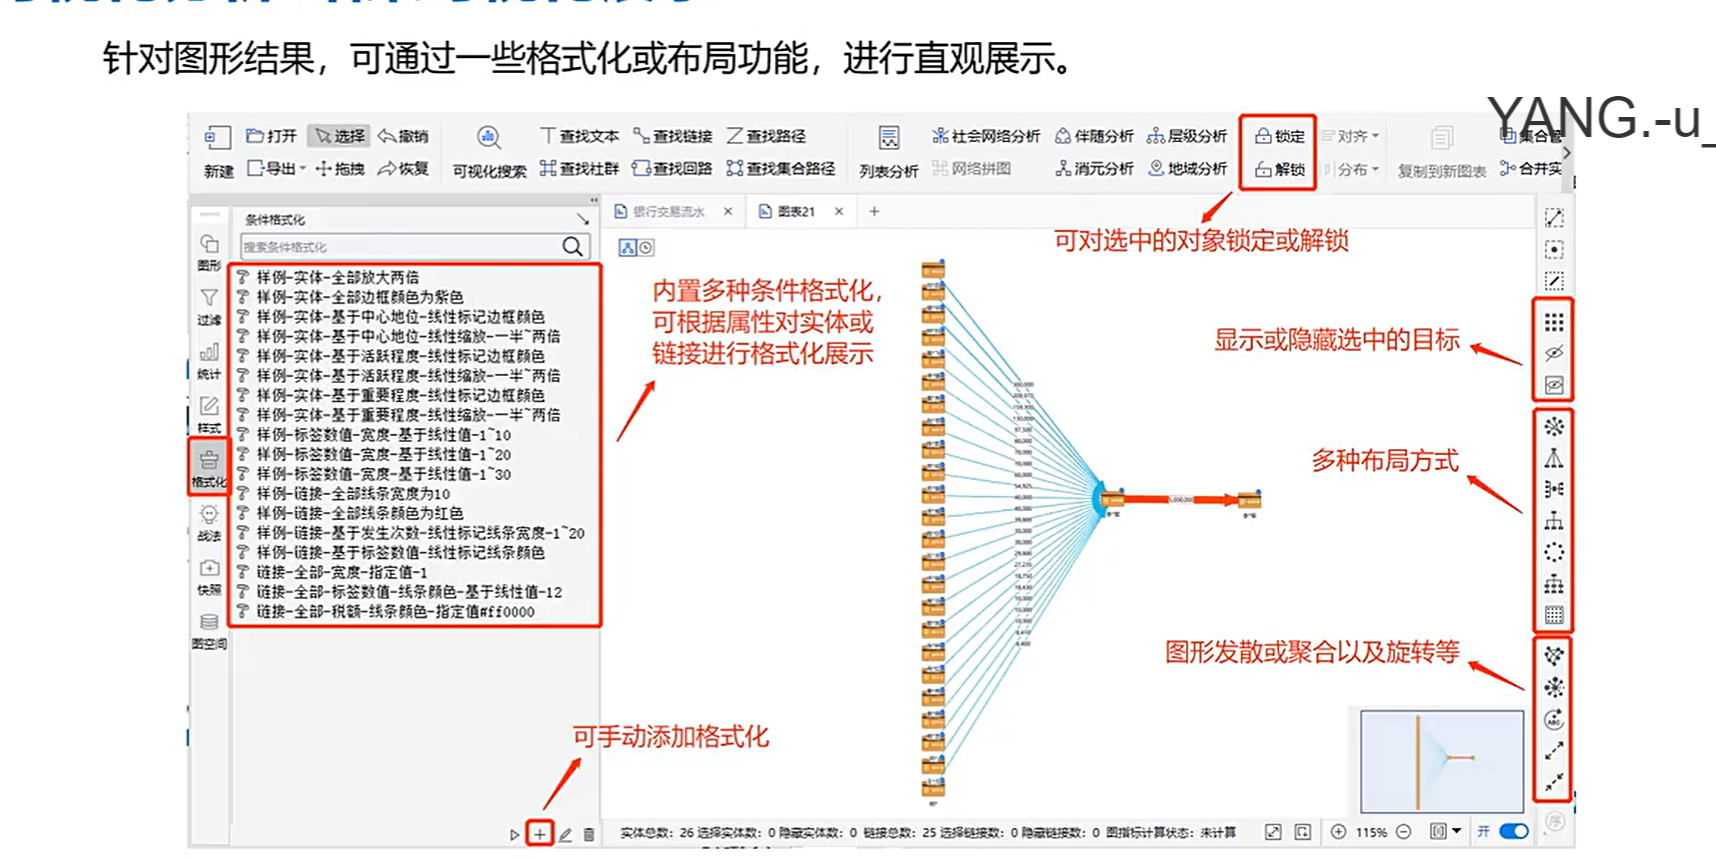 针对图形结果，可通过一些格式化或布局功能，进行直观展示。
YANG.-u_
新建 打开 选择 撤销 可视化搜索 查找文本 查找链接 查找路径 列表分析 社会网络分析 伴随分析 层级分析 锁定 对齐 复制到新图表 集合管
导出 拖拽 恢复 查找社群 查找回路 查找集合路径 网络拼图 消元分析 地域分析 解锁 分布 合并实
条件格式化
搜索条件格式化
银行交易流水 × 图表21 × +
可对选中的对象锁定或解锁
图形
过滤
统计
样式
格式化
战法
快照
图空间
样例-实体-全部放大两倍
样例-实体-全部边框颜色为紫色
样例-实体-基于中心地位-线性标记边框颜色
样例-实体-基于中心地位-线性缩放-一半~两倍
样例-实体-基于活跃程度-线性标记边框颜色
样例-实体-基于活跃程度-线性缩放-一半~两倍
样例-实体-基于重要程度-线性标记边框颜色
样例-实体-基于重要程度-线性缩放-一半~两倍
样例-标签数值-宽度-基于线性值-1~10
样例-标签数值-宽度-基于线性值-1~20
样例-标签数值-宽度-基于线性值-1~30
样例-链接-全部线条宽度为10
样例-链接-全部线条颜色为红色
样例-链接-基于发生次数-线性标记线条宽度-1~20
样例-链接-基于标签数值-线性标记线条颜色
链接-全部-宽度-指定值-1
链接-全部-标签数值-线条颜色-基于线性值-12
链接-全部-税额-线条颜色-指定值#ff0000
内置多种条件格式化，
可根据属性对实体或
链接进行格式化展示
显示或隐藏选中的目标
多种布局方式
图形发散或聚合以及旋转等
ABC
可手动添加格式化
实体总数：26 选择实体数：0 隐藏实体数：0 链接总数：25 选择链接数：0 隐藏链接数：0 图指标计算状态：未计算
115%
开
序